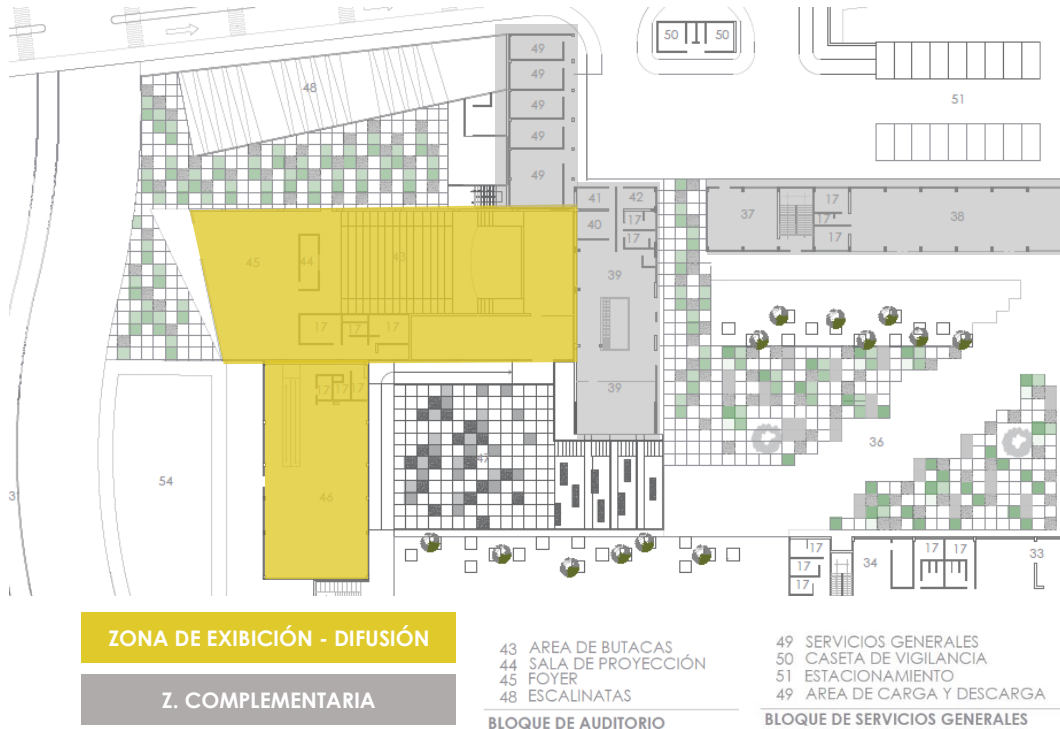 50 50
49
49
48
51
49
49
41 42
49
37 17 38
40 17
17
17
17
45 44 43
39
17 17 17
36
17 17 17
39
47
54
46
3
17 34 17 17 33
17
17
ZONA DE EXIBICIÓN - DIFUSIÓN
Z. COMPLEMENTARIA
43 AREA DE BUTACAS
44 SALA DE PROYECCIÓN
45 FOYER
48 ESCALINATAS
BLOQUE DE AUDITORIO
49 SERVICIOS GENERALES
50 CASETA DE VIGILANCIA
51 ESTACIONAMIENTO
49 AREA DE CARGA Y DESCARGA
BLOQUE DE SERVICIOS GENERALES